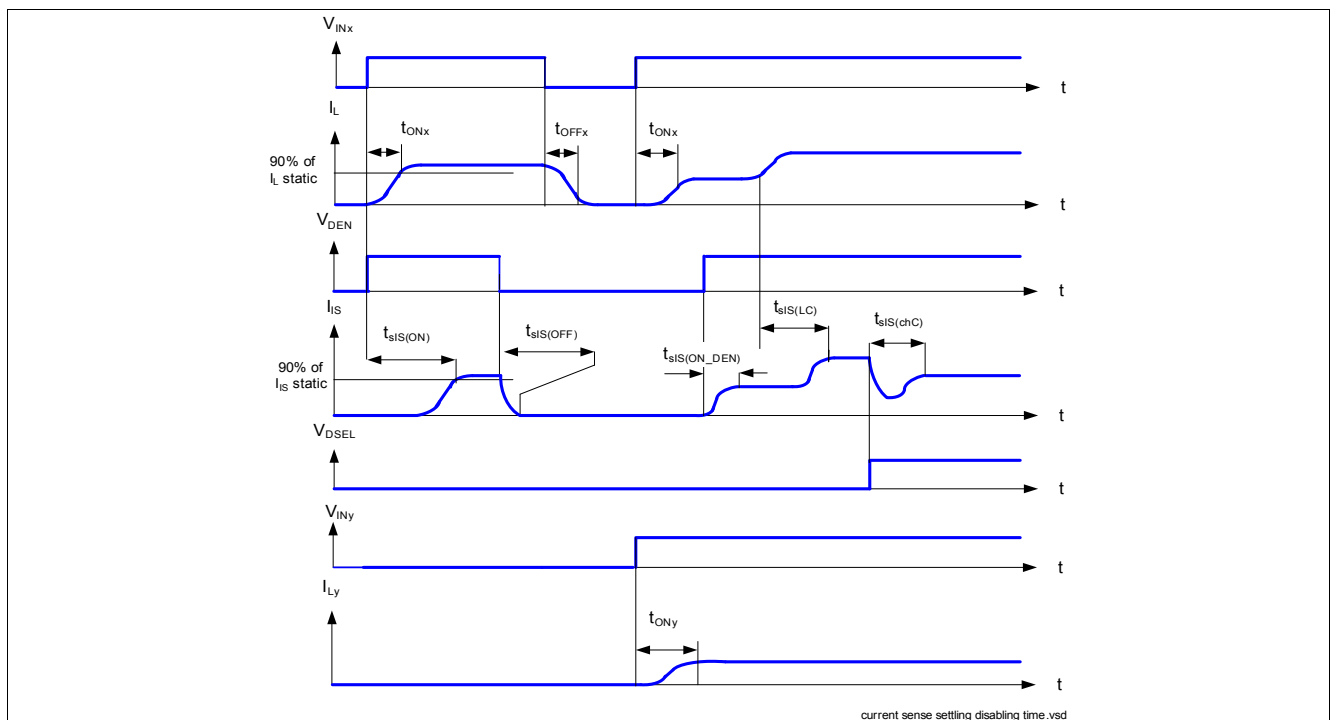 V_INx
t
I_L
t_ONx
t_OFFx
t_ONx
90% of
I_L static
t
V_DEN
t
I_IS
t_sIS(ON)
t_sIS(OFF)
t_sIS(LC)
t_sIS(chC)
t_sIS(ON_DEN)
90% of
I_IS static
t
V_DSEL
t
V_INy
t
I_Ly
t_ONy
t
current sense settling disabling time.vsd